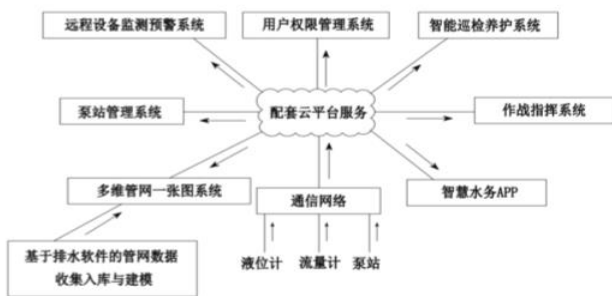 远程设备监测预警系统
用户权限管理系统
智能巡检养护系统
泵站管理系统
配套云平台服务
作战指挥系统
多维管网一张图系统
通信网络
智慧水务APP
基于排水软件的管网数据
收集入库与建模
液位计
流量计
泵站